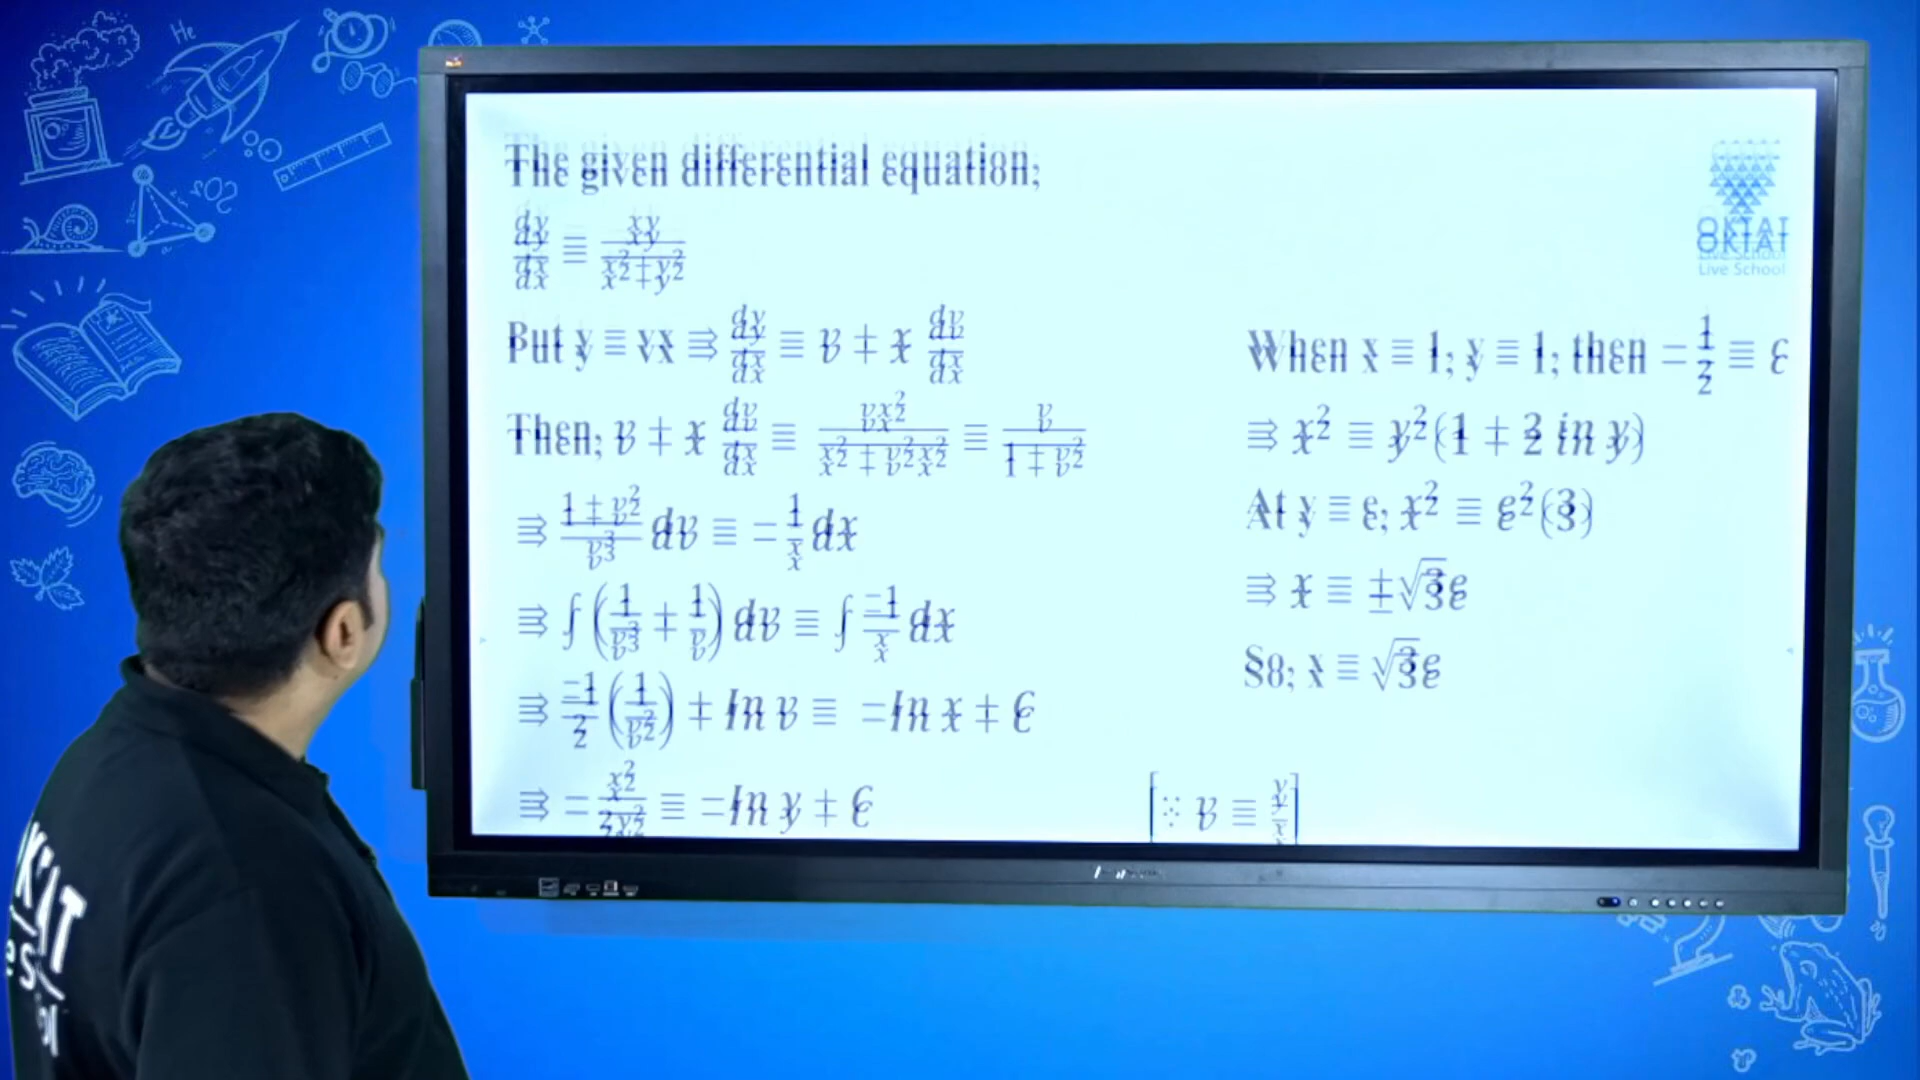 The given differential equation,
dy/dx = xy/(x² + y²)
Put y = vx ⇒ dy/dx = v + x dv/dx
Then, v + x dv/dx = vx²/(x² + v²x²) = v/(1 + v²)
⇒ (1 + v²)/v³ dv = −1/x dx
⇒ ∫(1/v³ + 1/v) dv = ∫ −1/x dx
⇒ −1/2 (1/v²) + ln v = −ln x + C
⇒ − x²/2y² = −ln y + C [∵ v = y/x]
When x = 1, y = 1, then −1/2 = C
⇒ x² = y²(1 + 2 in y)
At y = e, x² = e²(3)
⇒ x = ±√3e
So, x = √3e
OKTAT
Live School
He